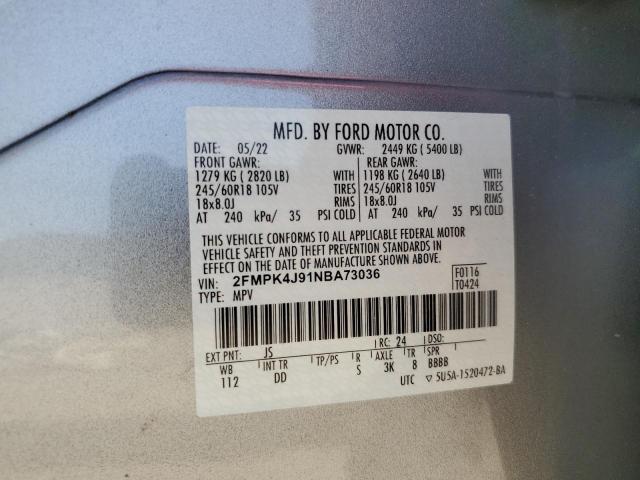 MFD. BY FORD MOTOR CO.
DATE: 05/22 GVWR: 2449 KG ( 5400 LB)
FRONT GAWR: REAR GAWR:
1279 KG ( 2820 LB) WITH 1198 KG ( 2640 LB) WITH
245/60R18 105V TIRES 245/60R18 105V TIRES
18x8.0J RIMS 18x8.0J RIMS
AT 240 kPa/ 35 PSI COLD AT 240 kPa/ 35 PSI COLD
THIS VEHICLE CONFORMS TO ALL APPLICABLE FEDERAL MOTOR
VEHICLE SAFETY AND THEFT PREVENTION STANDARDS IN
EFFECT ON THE DATE OF MANUFACTURE SHOWN ABOVE.
VIN: 2FMPK4J91NBA73036 F0116
TYPE: MPV T0424
EXT PNT: JS RC: 24 DSO:
WB INT TR TP/PS R AXLE TR SPR
112 DD S 3K 8 BBBB
UTC ▽ 5U5A-1520472-BA